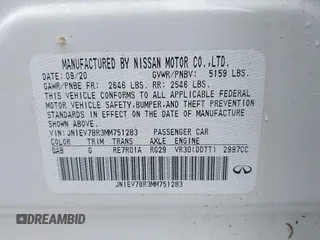 MANUFACTURED BY NISSAN MOTOR CO.,LTD.
DATE: 09/20 GVWR/PNBV: 5159 LBS.
GAWR/PNBE FR: 2646 LBS. RR: 2546 LBS.
THIS VEHICLE CONFORMS TO ALL APPLICABLE FEDERAL
MOTOR VEHICLE SAFETY,BUMPER,AND THEFT PREVENTION
STANDARDS IN EFFECT ON THE DATE OF MANUFACTURE
SHOWN ABOVE.
VIN:JN1EV7BR3MM751283 PASSENGER CAR
COLOR TRIM TRANS AXLE ENGINE
QAB G RE7R01A RG29 VR30(DDTT) 2997CC
JN1EV7BR3MM751283
© AUTOBIDMASTER